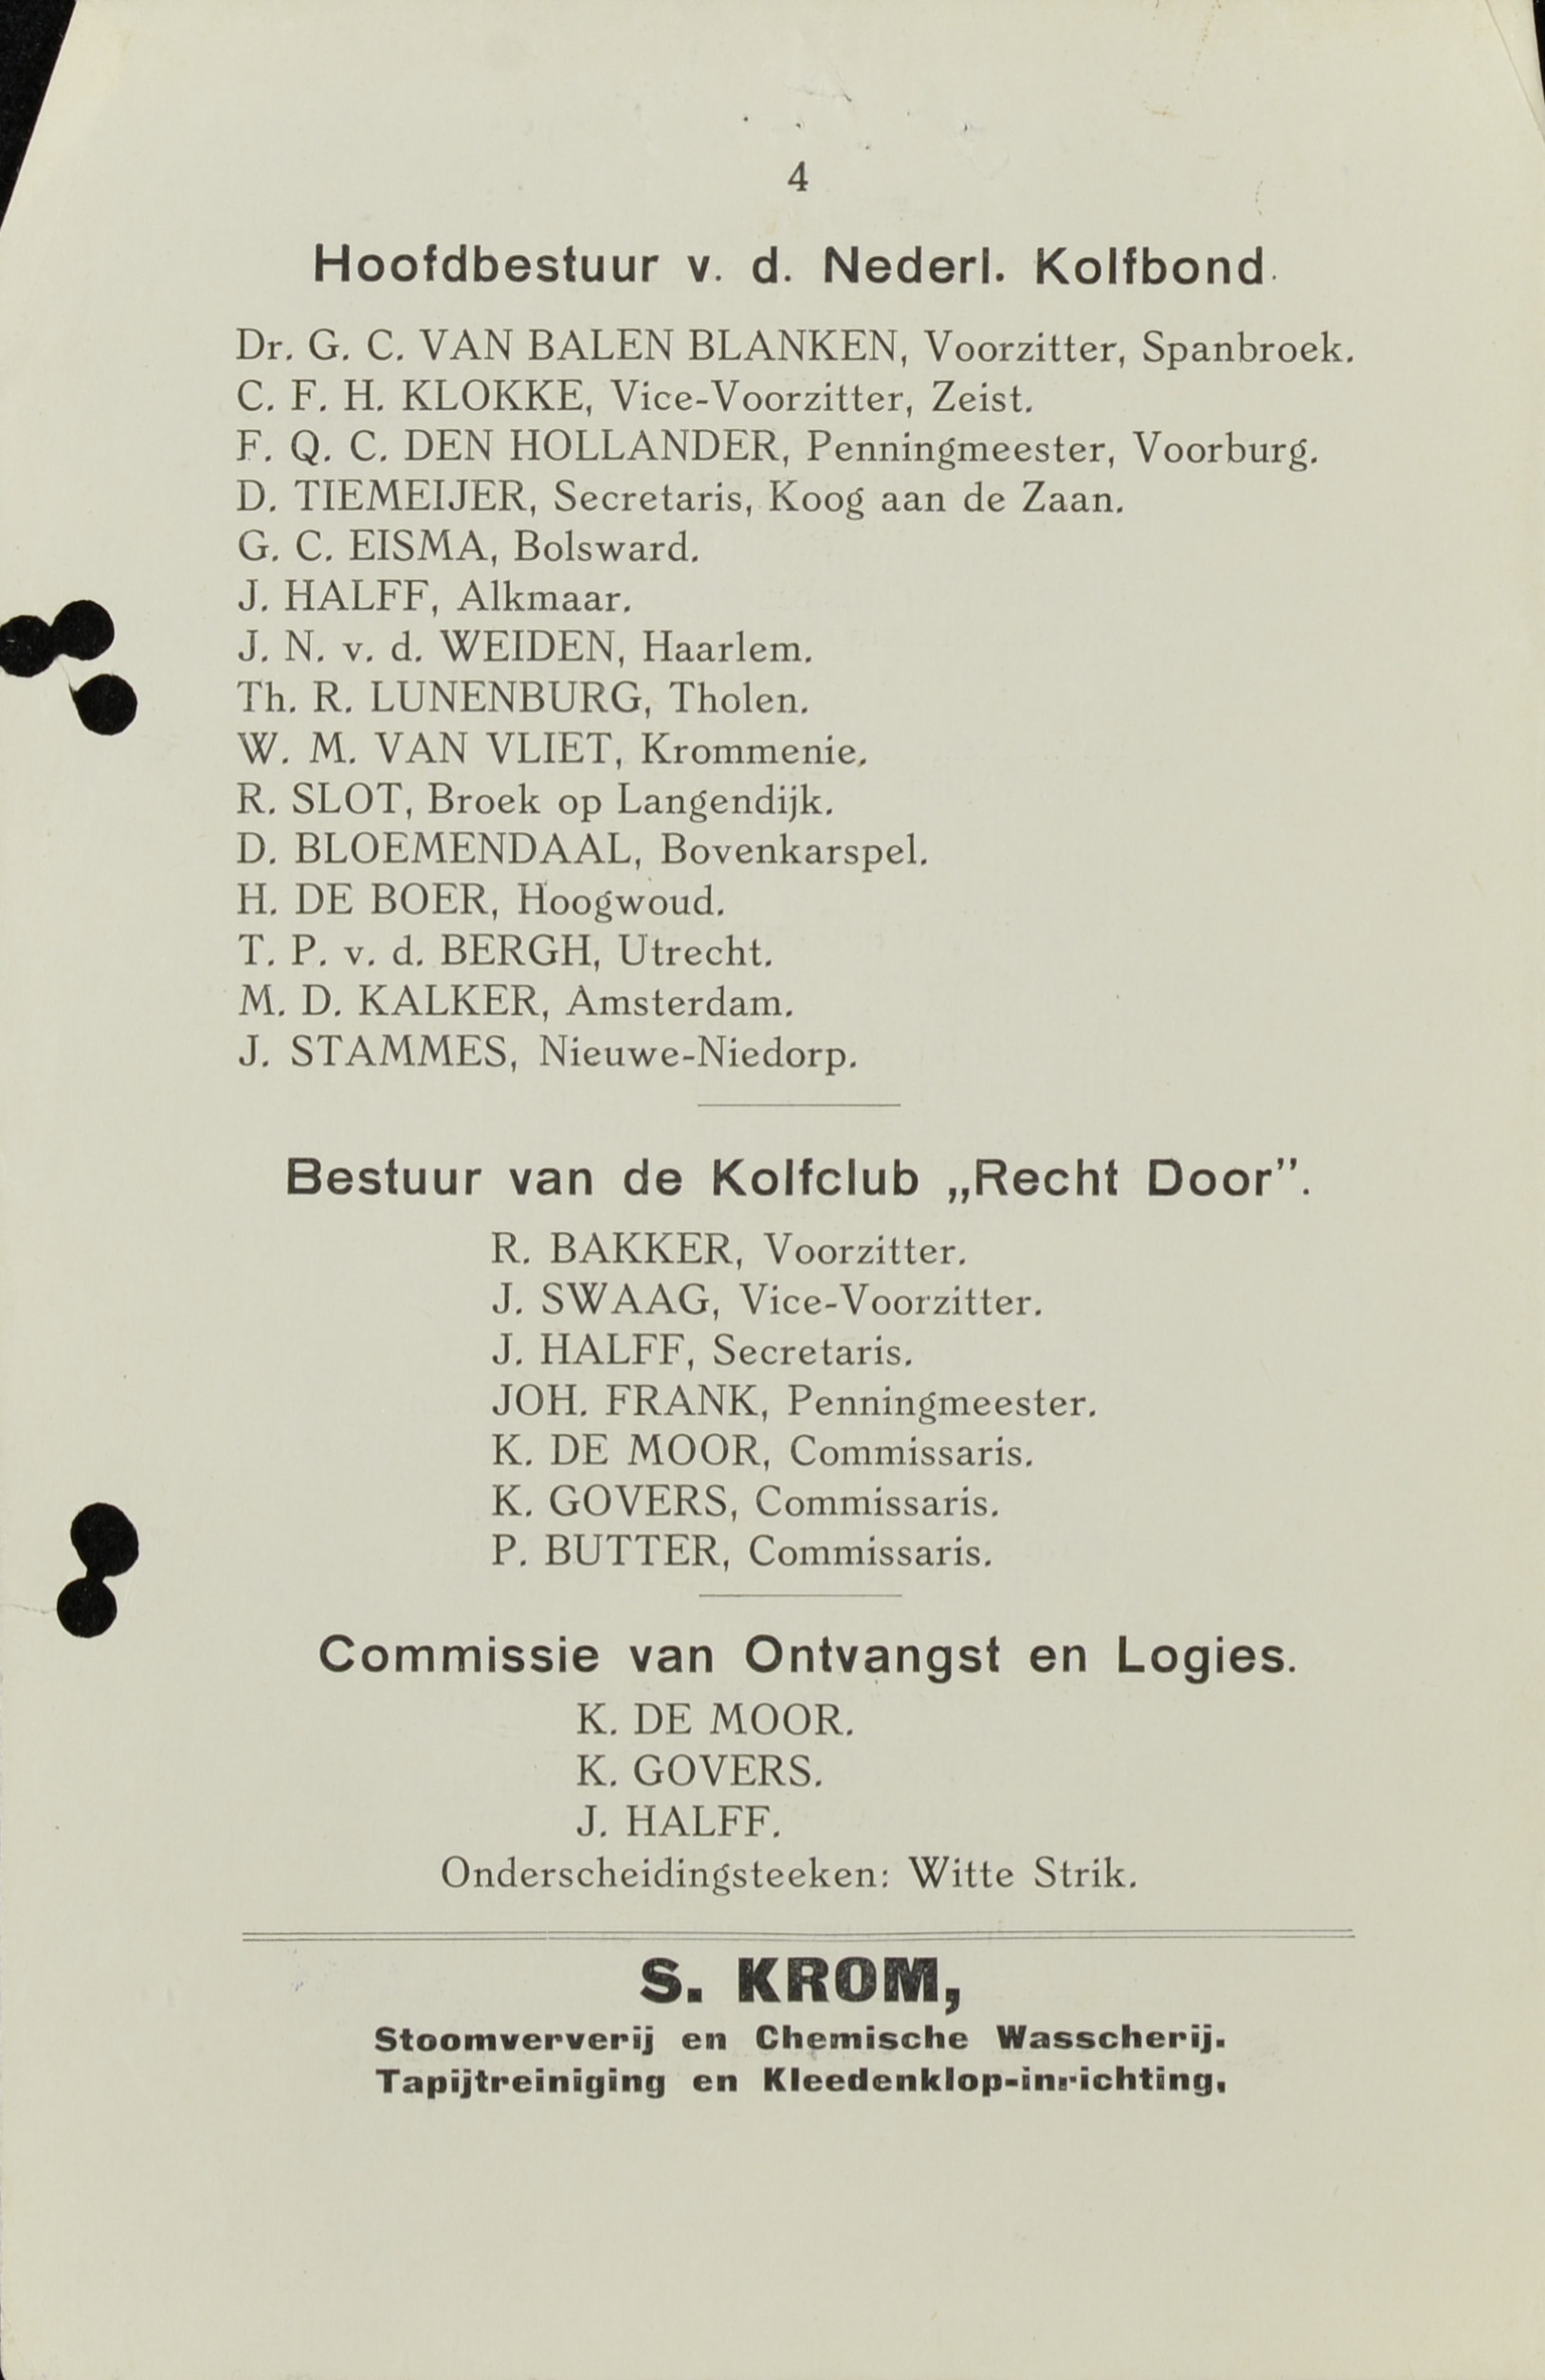 4
Hoofdbestuur v. d. Nederl. Kolfbond.
Dr. G. C. VAN BALEN BLANKEN, Voorzitter, Spanbroek.
C. F. H. KLOKKE, Vice-Voorzitter, Zeist.
F. Q. C. DEN HOLLANDER, Penningmeester, Voorburg.
D. TIEMEIJER, Secretaris, Koog aan de Zaan.
G. C. EISMA, Bolsward.
J. HALFF, Alkmaar.
J. N. v. d. WEIDEN, Haarlem.
Th. R. LUNENBURG, Tholen.
W. M. VAN VLIET, Krommenie.
R. SLOT, Broek op Langendijk.
D. BLOEMENDAAL, Bovenkarspel.
H. DE BOER, Hoogwoud.
T. P. v. d. BERGH, Utrecht.
M. D. KALKER, Amsterdam.
J. STAMMES, Nieuwe-Niedorp.
Bestuur van de Kolfclub „Recht Door”.
R. BAKKER, Voorzitter.
J. SWAAG, Vice-Voorzitter.
J. HALFF, Secretaris.
JOH. FRANK, Penningmeester.
K. DE MOOR, Commissaris.
K. GOVERS, Commissaris.
P. BUTTER, Commissaris.
Commissie van Ontvangst en Logies.
K. DE MOOR.
K. GOVERS.
J. HALFF.
Onderscheidingsteeken: Witte Strik.
S. KROM,
Stoomververij en Chemische Wasscherij.
Tapijtreiniging en Kleedenklop-inrichting.